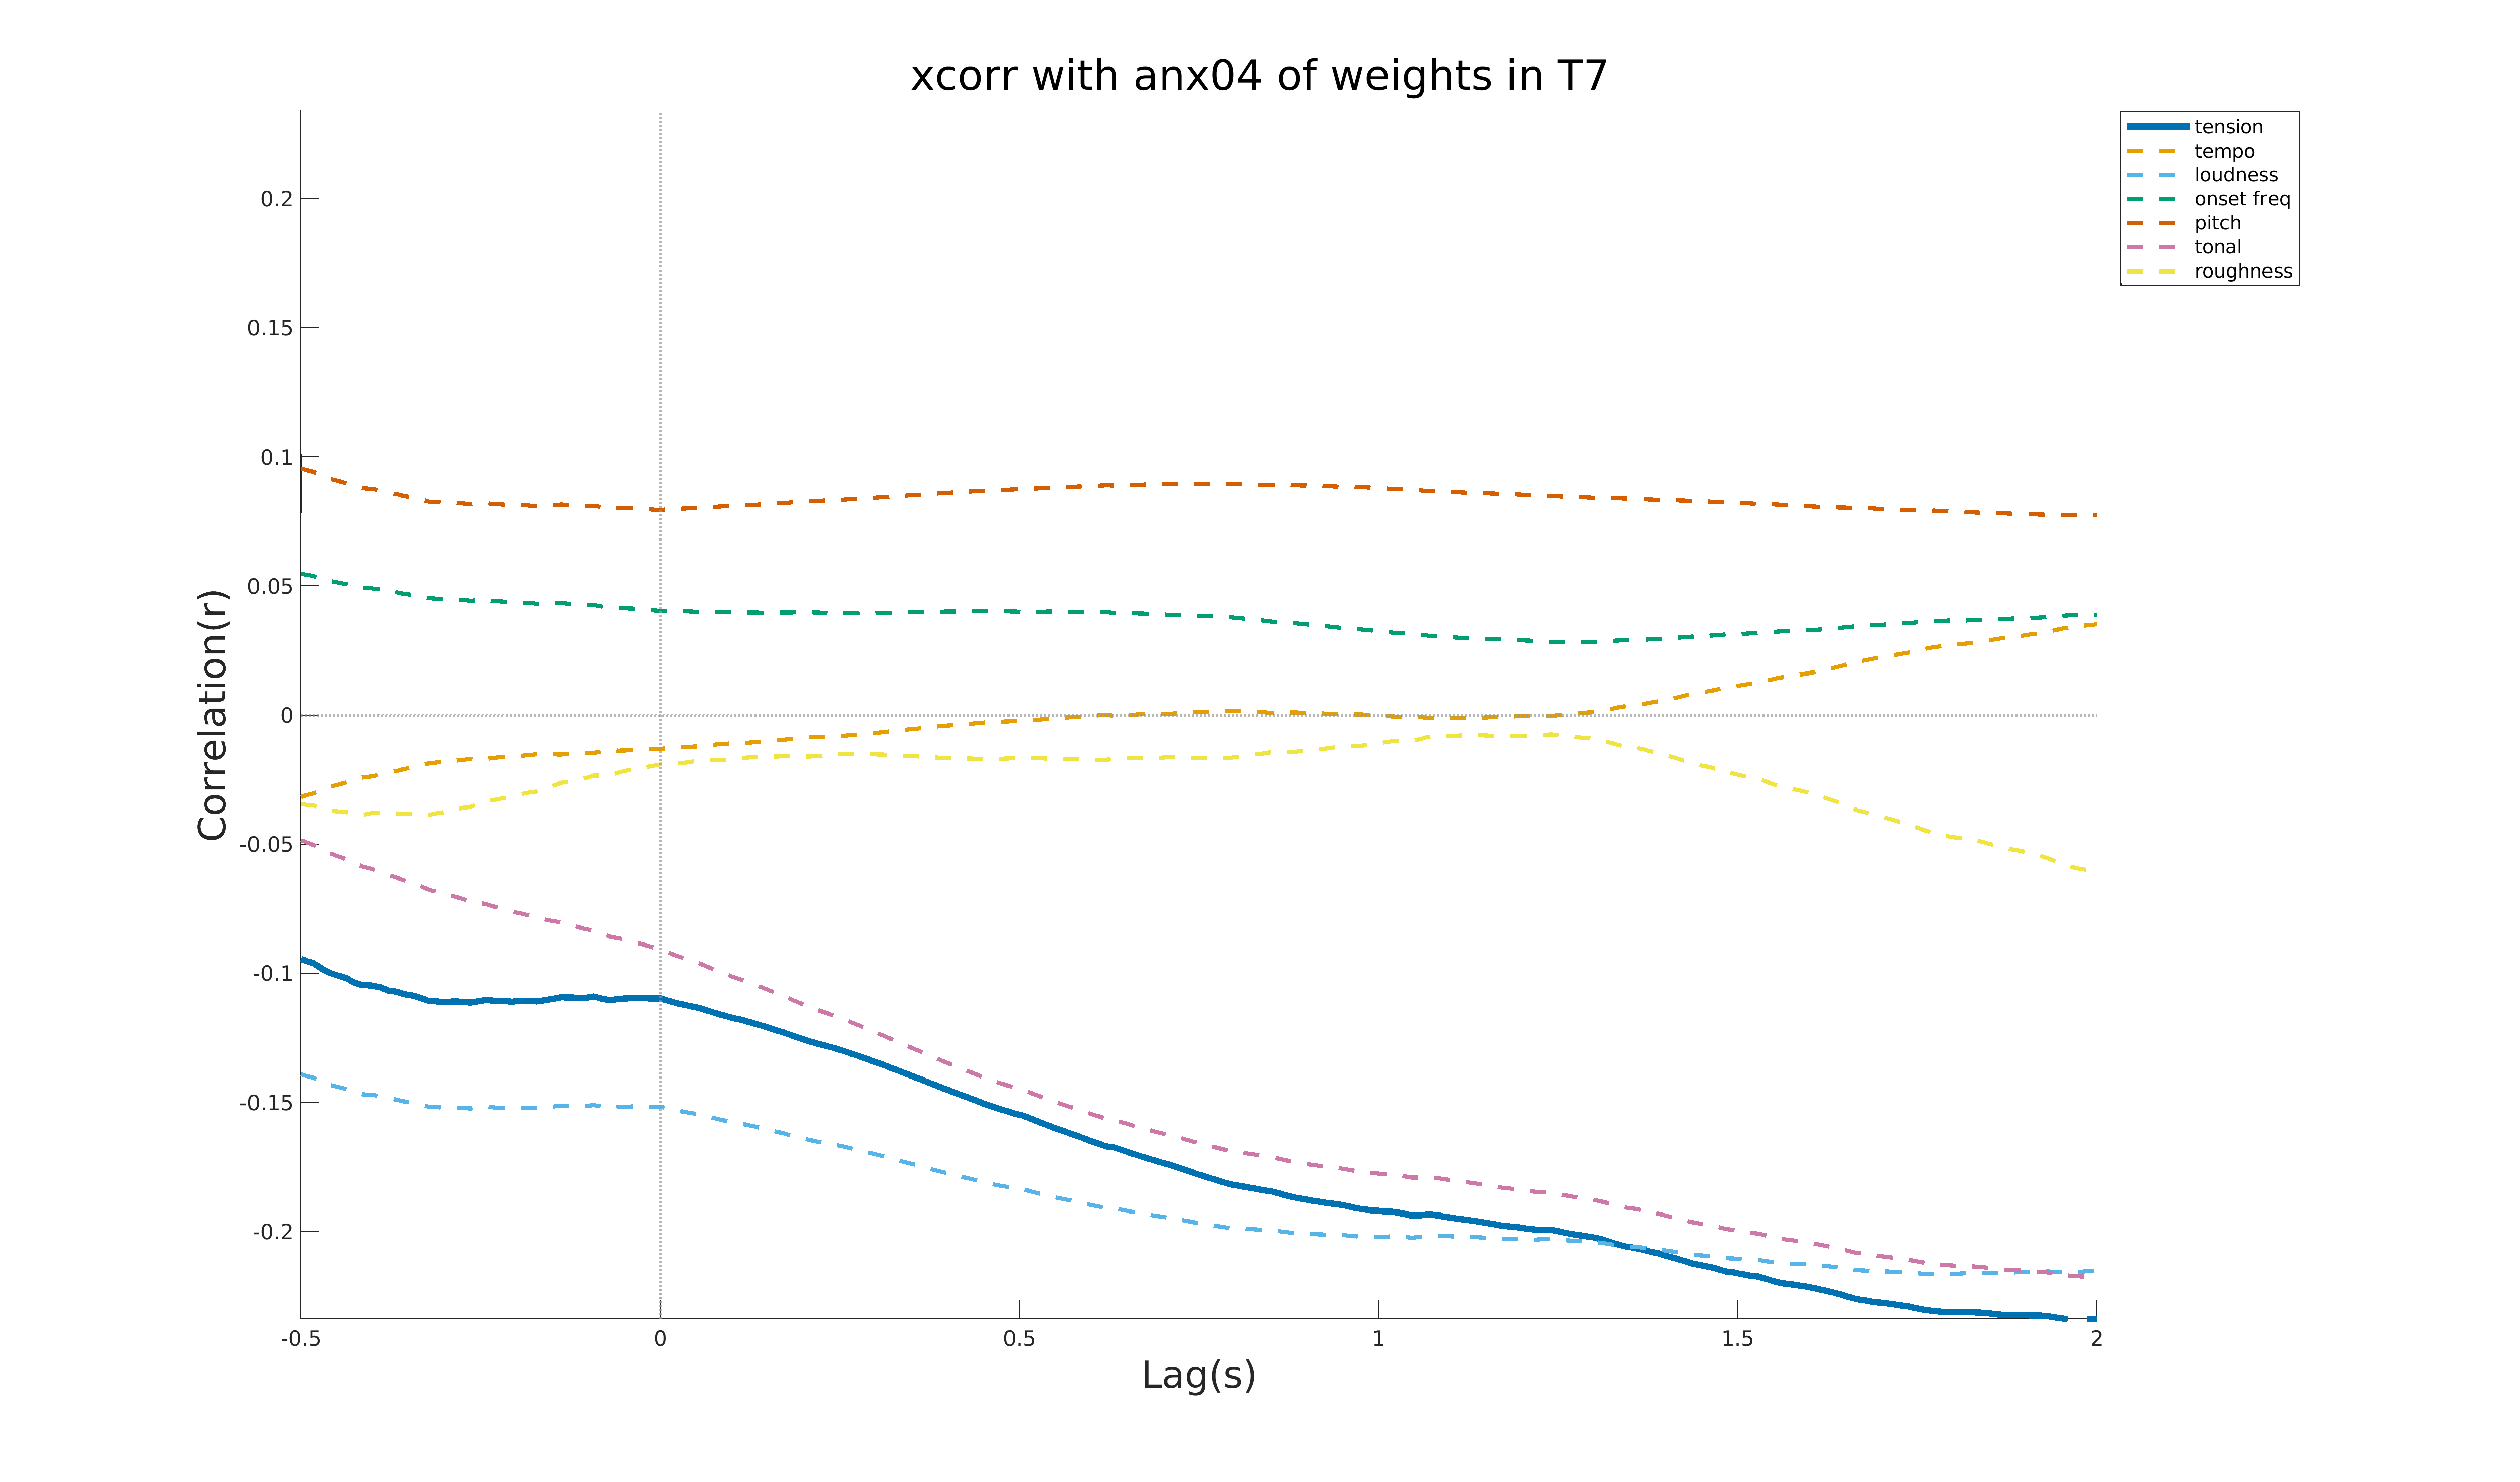 xcorr with anx04 of weights in T7
tension
tempo
loudness
onset freq
pitch
tonal
roughness
0.2
0.15
0.1
0.05
0
-0.05
-0.1
-0.15
-0.2
Correlation(r)
-0.5
0
0.5
1
1.5
2
Lag(s)